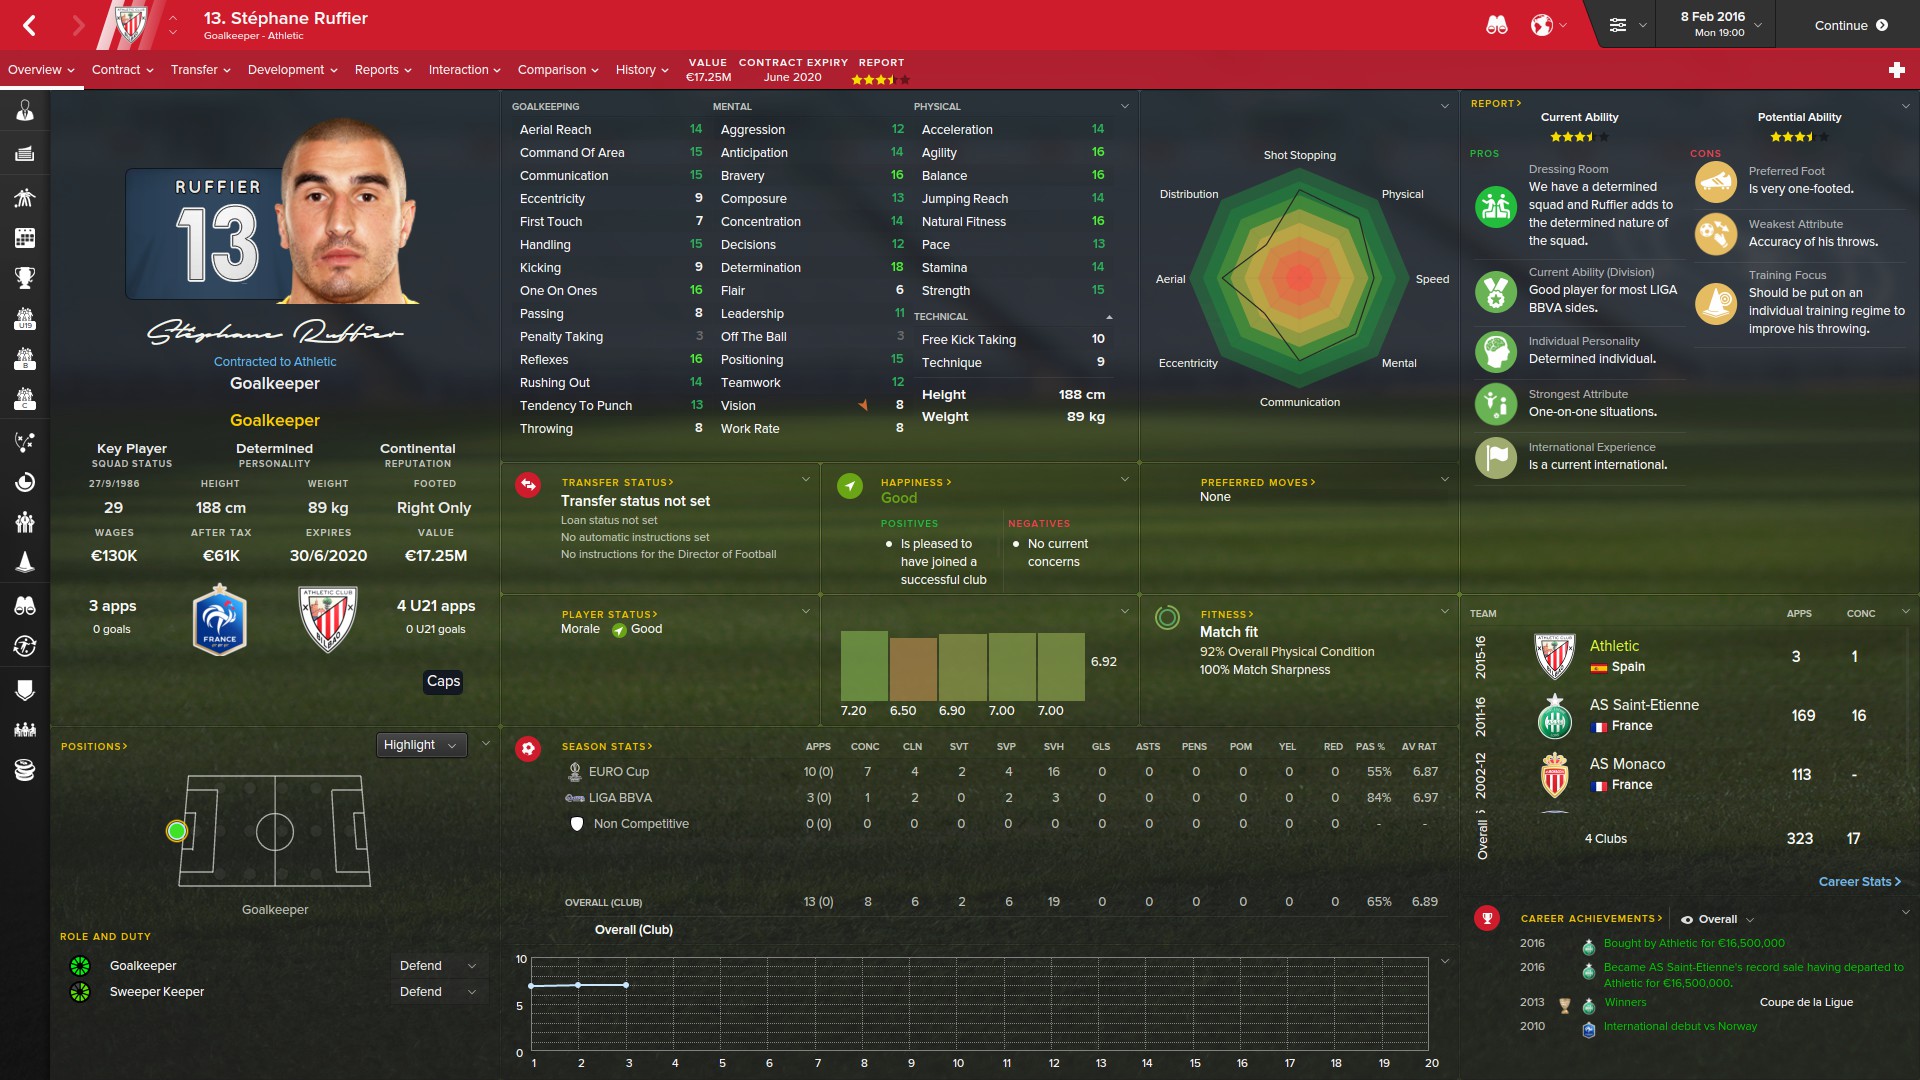 13. Stéphane Ruffier
Goalkeeper - Athletic
8 Feb 2016
Mon 19:00
Continue
Overview
Contract
Transfer
Development
Reports
Interaction
Comparison
History
VALUE
€17.25M
CONTRACT EXPIRY
June 2020
REPORT
U19
B
C
RUFFIER
13
Stéphane Ruffier
Contracted to Athletic
Goalkeeper
Goalkeeper
Key Player Determined Continental
SQUAD STATUS PERSONALITY REPUTATION
27/9/1986 HEIGHT WEIGHT FOOTED
29 188 cm 89 kg Right Only
WAGES AFTER TAX EXPIRES VALUE
€130K €61K 30/6/2020 €17.25M
3 apps
0 goals
FRANCE
FFF
ATHLETIC CLUB
4 U21 apps
0 U21 goals
Caps
POSITIONS>
Highlight
Goalkeeper
ROLE AND DUTY
Goalkeeper Defend
Sweeper Keeper Defend
GOALKEEPING
Aerial Reach 14
Command Of Area 15
Communication 15
Eccentricity 9
First Touch 7
Handling 15
Kicking 9
One On Ones 16
Passing 8
Penalty Taking 3
Reflexes 16
Rushing Out 14
Tendency To Punch 13
Throwing 8
MENTAL
Aggression 12
Anticipation 14
Bravery 16
Composure 13
Concentration 14
Decisions 12
Determination 18
Flair 6
Leadership 11
Off The Ball 3
Positioning 15
Teamwork 12
Vision 8
Work Rate 8
PHYSICAL
Acceleration 14
Agility 16
Balance 16
Jumping Reach 14
Natural Fitness 16
Pace 13
Stamina 14
Strength 15
TECHNICAL
Free Kick Taking 10
Technique 9
Height 188 cm
Weight 89 kg
Shot Stopping
Physical
Speed
Mental
Communication
Eccentricity
Aerial
Distribution
REPORT>
Current Ability
Potential Ability
PROS
Dressing Room
We have a determined
squad and Ruffier adds to
the determined nature of
the squad.
Current Ability (Division)
Good player for most LIGA
BBVA sides.
Individual Personality
Determined individual.
Strongest Attribute
One-on-one situations.
International Experience
Is a current international.
CONS
Preferred Foot
Is very one-footed.
Weakest Attribute
Accuracy of his throws.
Training Focus
Should be put on an
individual training regime to
improve his throwing.
TRANSFER STATUS>
Transfer status not set
Loan status not set
No automatic instructions set
No instructions for the Director of Football
HAPPINESS >
Good
POSITIVES
Is pleased to
have joined a
successful club
NEGATIVES
No current
concerns
PREFERRED MOVES>
None
PLAYER STATUS>
Morale Good
6.92
7.20 6.50 6.90 7.00 7.00
FITNESS>
Match fit
92% Overall Physical Condition
100% Match Sharpness
TEAM APPS CONC
2015-16 Athletic 3 1
Spain
2011-16 AS Saint-Etienne 169 16
France
2002-12 AS Monaco 113 -
France
Overall 4 Clubs 323 17
Career Stats >
SEASON STATS> APPS CONC CLN SVT SVP SVH GLS ASTS PENS POM YEL RED PAS % AV RAT
EURO Cup 10 (0) 7 4 2 4 16 0 0 0 0 0 0 55% 6.87
LIGA BBVA 3 (0) 1 2 0 2 3 0 0 0 0 0 0 84% 6.97
Non Competitive 0 (0) 0 0 0 0 0 0 0 0 0 0 0 - -
OVERALL (CLUB) 13 (0) 8 6 2 6 19 0 0 0 0 0 0 65% 6.89
Overall (Club)
10
5
0
1 2 3 4 5 6 7 8 9 10 11 12 13 14 15 16 17 18 19 20
CAREER ACHIEVEMENTS> Overall
2016 Bought by Athletic for €16,500,000
2016 Became AS Saint-Etienne's record sale having departed to
Athletic for €16,500,000.
2013 Winners Coupe de la Ligue
2010 International debut vs Norway